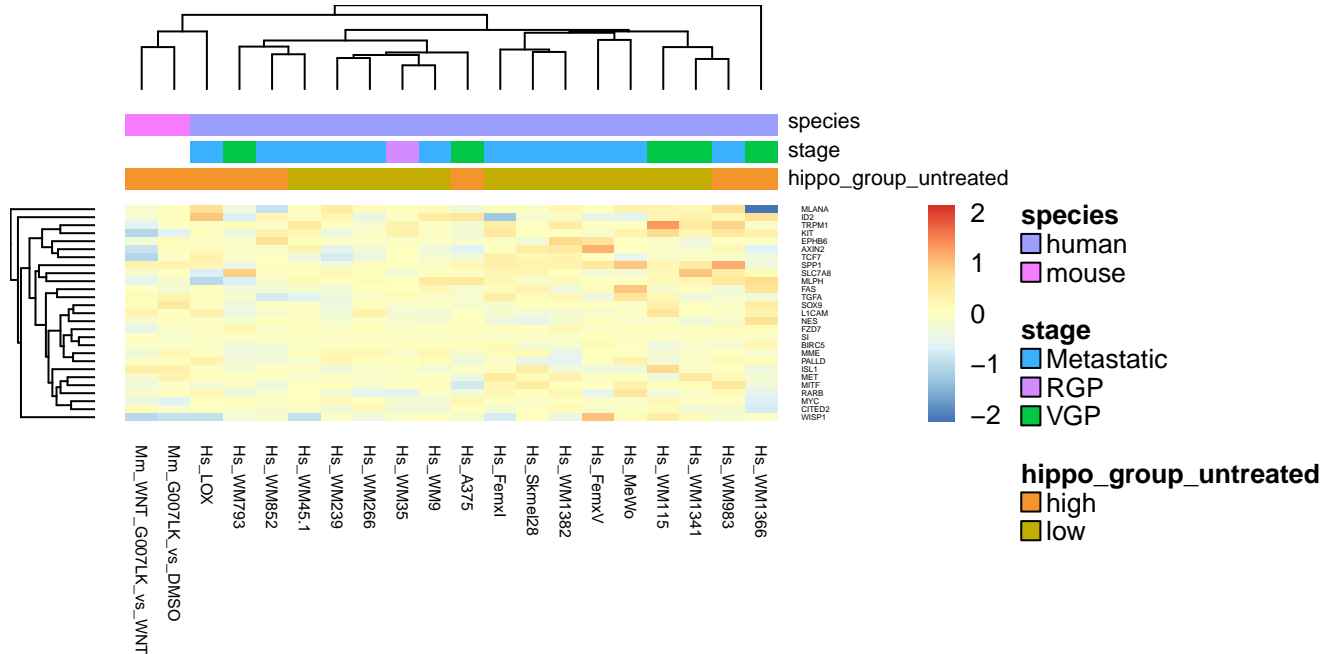 species
stage
hippo_group_untreated
MLANA
ID2
TRPM1
KIT
EPHB6
AXIN2
TCF7
SPP1
SLC7A8
MLPH
FAS
TGFA
SOX9
L1CAM
NES
FZD7
SI
BIRC5
MME
PALLD
ISL1
MET
MITF
RARB
MYC
CITED2
WISP1
Mm_WNT_G007LK_vs_WNT
Mm_G007LK_vs_DMSO
Hs_LOX
Hs_WM793
Hs_WM852
Hs_WM45.1
Hs_WM239
Hs_WM266
Hs_WM35
Hs_WM9
Hs_A375
Hs_FemxI
Hs_Skmel28
Hs_WM1382
Hs_FemxV
Hs_MeWo
Hs_WM115
Hs_WM1341
Hs_WM983
Hs_WM1366
2
1
0
−1
−2
species
human
mouse
stage
Metastatic
RGP
VGP
hippo_group_untreated
high
low